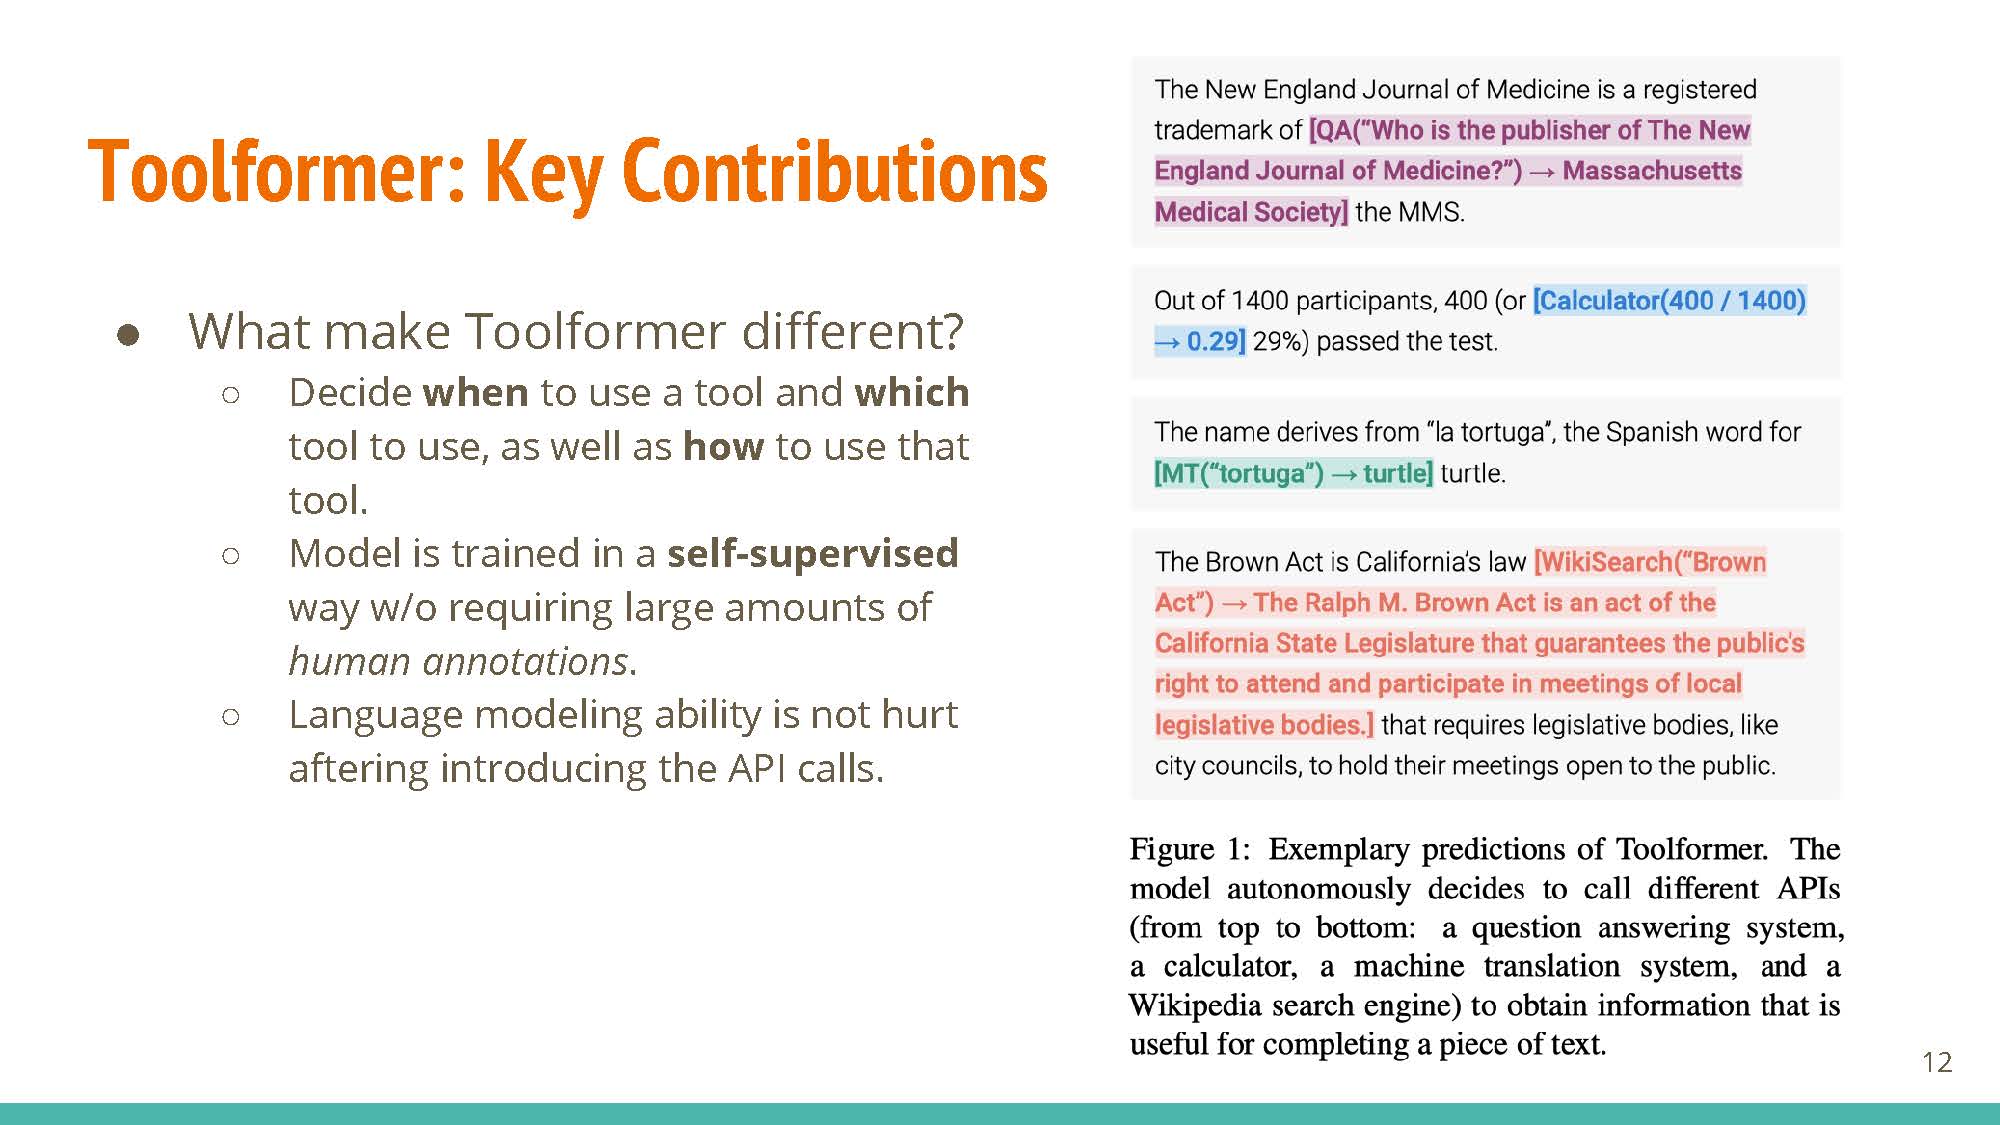 Toolformer: Key Contributions
● What make Toolformer different?
○ Decide when to use a tool and which
tool to use, as well as how to use that
tool.
○ Model is trained in a self-supervised
way w/o requiring large amounts of
human annotations.
○ Language modeling ability is not hurt
aftering introducing the API calls.
The New England Journal of Medicine is a registered
trademark of [QA(“Who is the publisher of The New
England Journal of Medicine?”) → Massachusetts
Medical Society] the MMS.
Out of 1400 participants, 400 (or [Calculator(400 / 1400)
→ 0.29] 29%) passed the test.
The name derives from “la tortuga”, the Spanish word for
[MT(“tortuga”) → turtle] turtle.
The Brown Act is California’s law [WikiSearch(“Brown
Act”) → The Ralph M. Brown Act is an act of the
California State Legislature that guarantees the public's
right to attend and participate in meetings of local
legislative bodies.] that requires legislative bodies, like
city councils, to hold their meetings open to the public.
Figure 1: Exemplary predictions of Toolformer. The
model autonomously decides to call different APIs
(from top to bottom: a question answering system,
a calculator, a machine translation system, and a
Wikipedia search engine) to obtain information that is
useful for completing a piece of text.
12